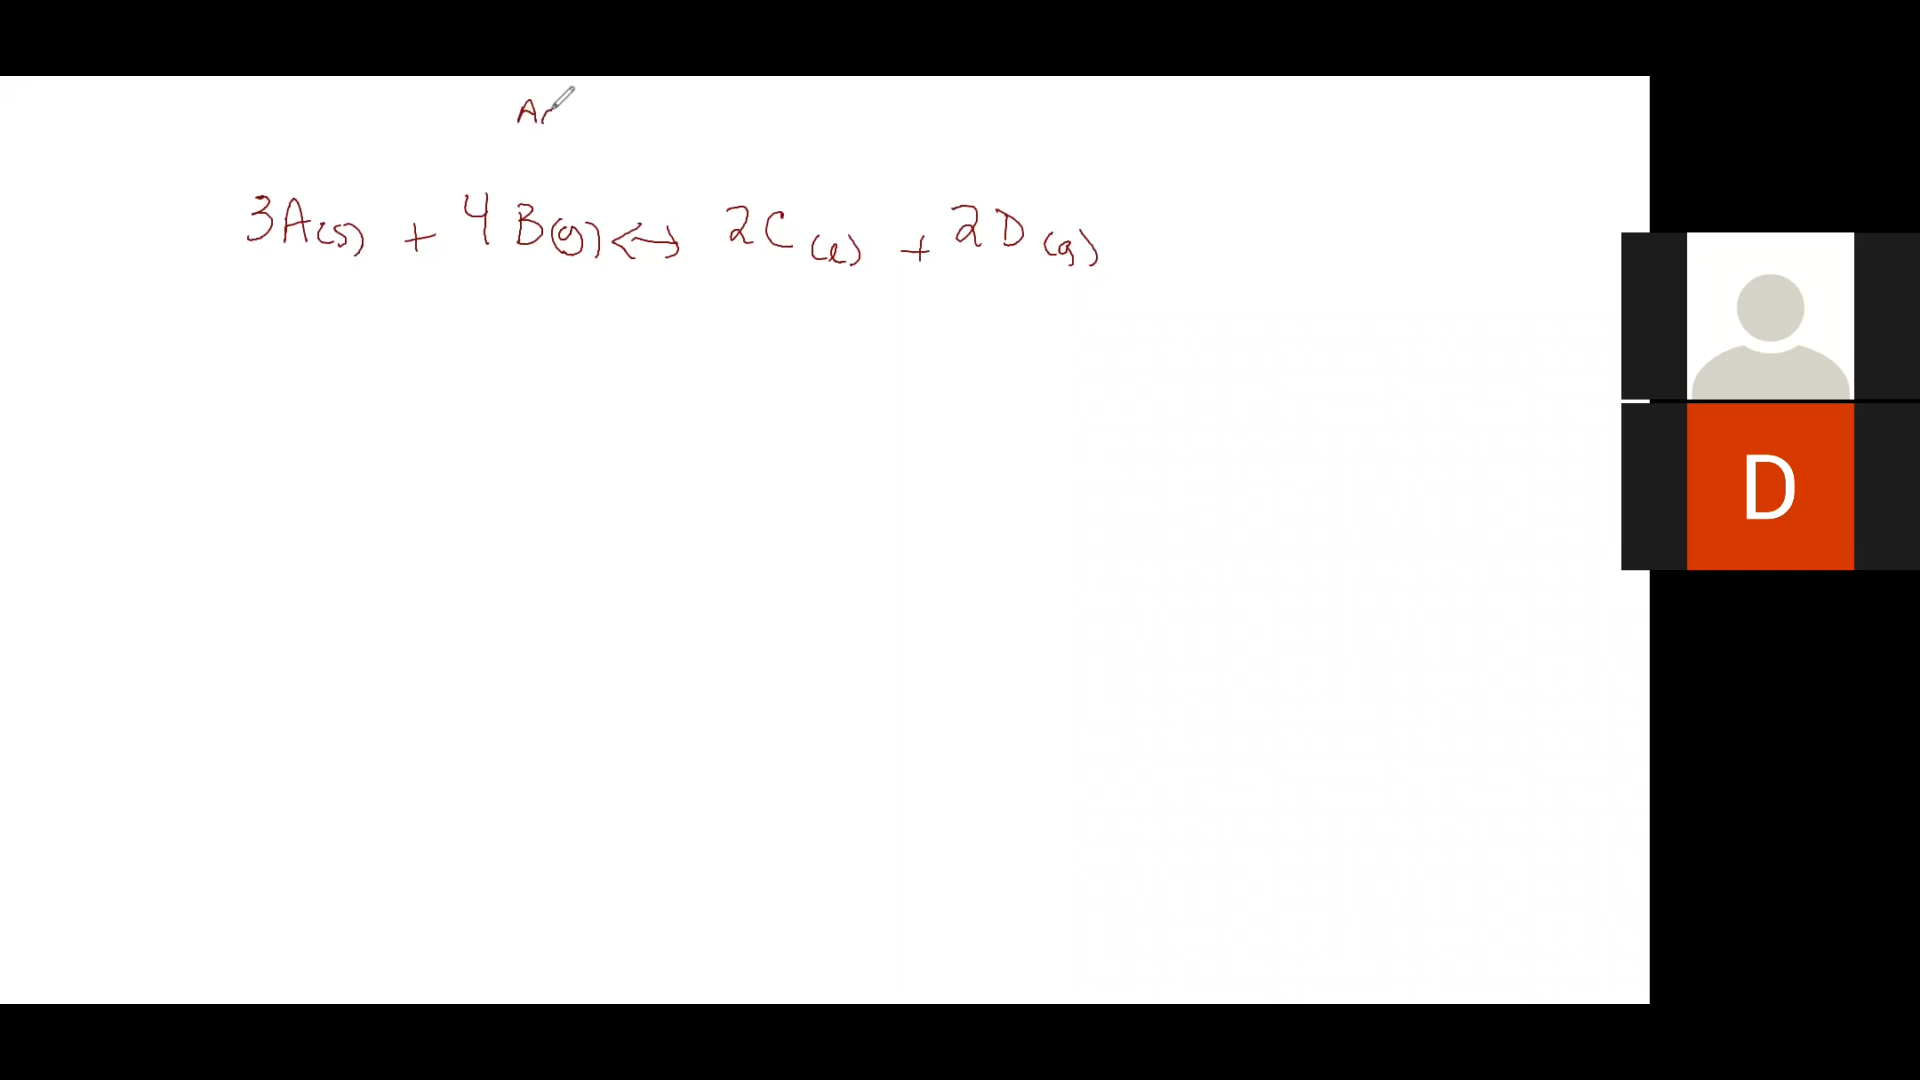 Ar
3A(s) + 4B(g) <-> 2C(l) + 2D(g)
D